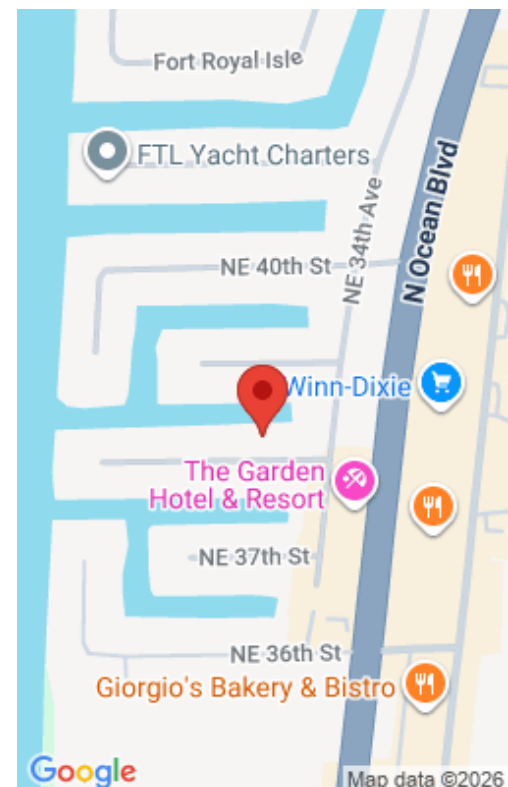 Fort Royal Isle
FTL Yacht Charters
NE 34th Ave
N Ocean Blvd
NE 40th St
Winn-Dixie
The Garden
Hotel & Resort
NE 37th St
NE 36th St
Giorgio's Bakery & Bistro
Google
Map data ©2026